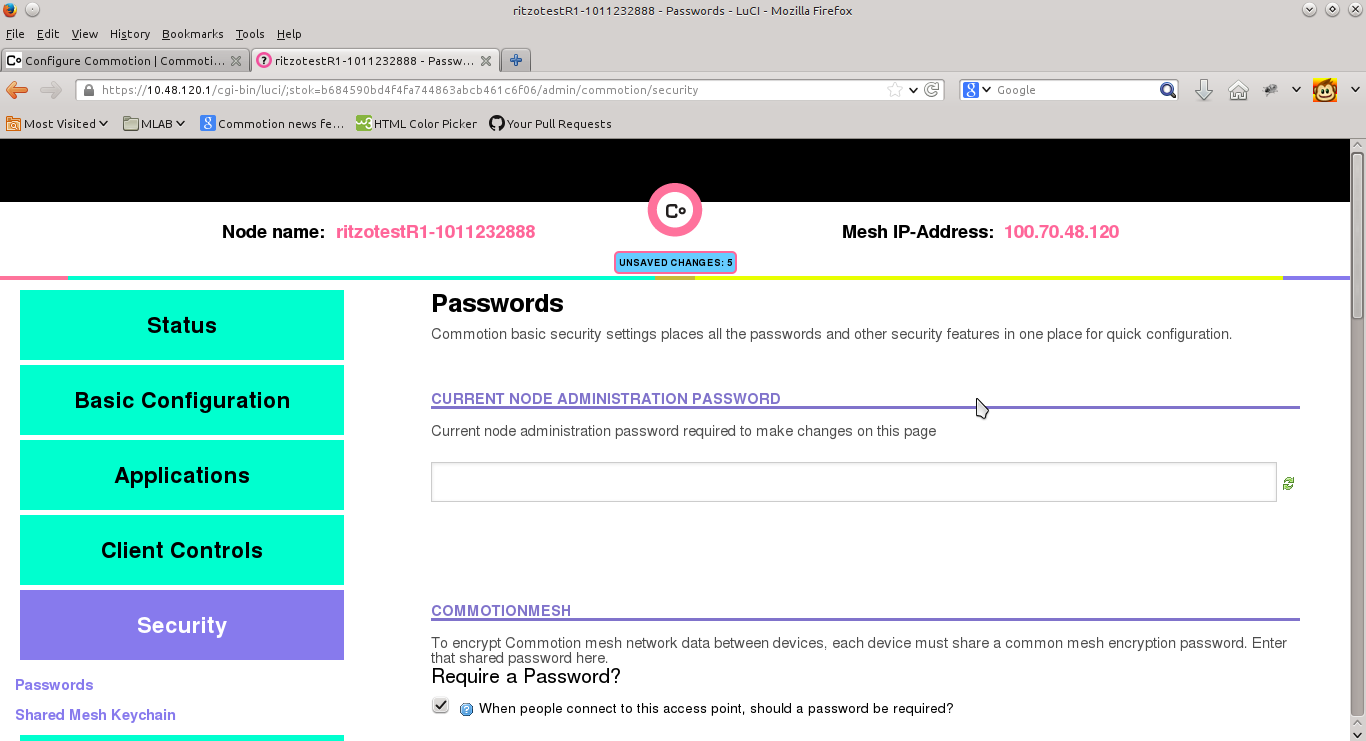 ritzotestR1-1011232888 - Passwords - LuCI - Mozilla Firefox
File Edit View History Bookmarks Tools Help
Configure Commotion | Commoti... ritzotestR1-1011232888 - Passw...
https://10.48.120.1/cgi-bin/luci/;stok=b684590bd4f4fa744863abcb461c6f06/admin/commotion/security Google
Most Visited MLAB Commotion news fe... HTML Color Picker Your Pull Requests
Co
Node name: ritzotestR1-1011232888 Mesh IP-Address: 100.70.48.120
UNSAVED CHANGES: 5
Status
Basic Configuration
Applications
Client Controls
Security
Passwords
Shared Mesh Keychain
Passwords
Commotion basic security settings places all the passwords and other security features in one place for quick configuration.
CURRENT NODE ADMINISTRATION PASSWORD
Current node administration password required to make changes on this page
COMMOTIONMESH
To encrypt Commotion mesh network data between devices, each device must share a common mesh encryption password. Enter
that shared password here.
Require a Password?
When people connect to this access point, should a password be required?